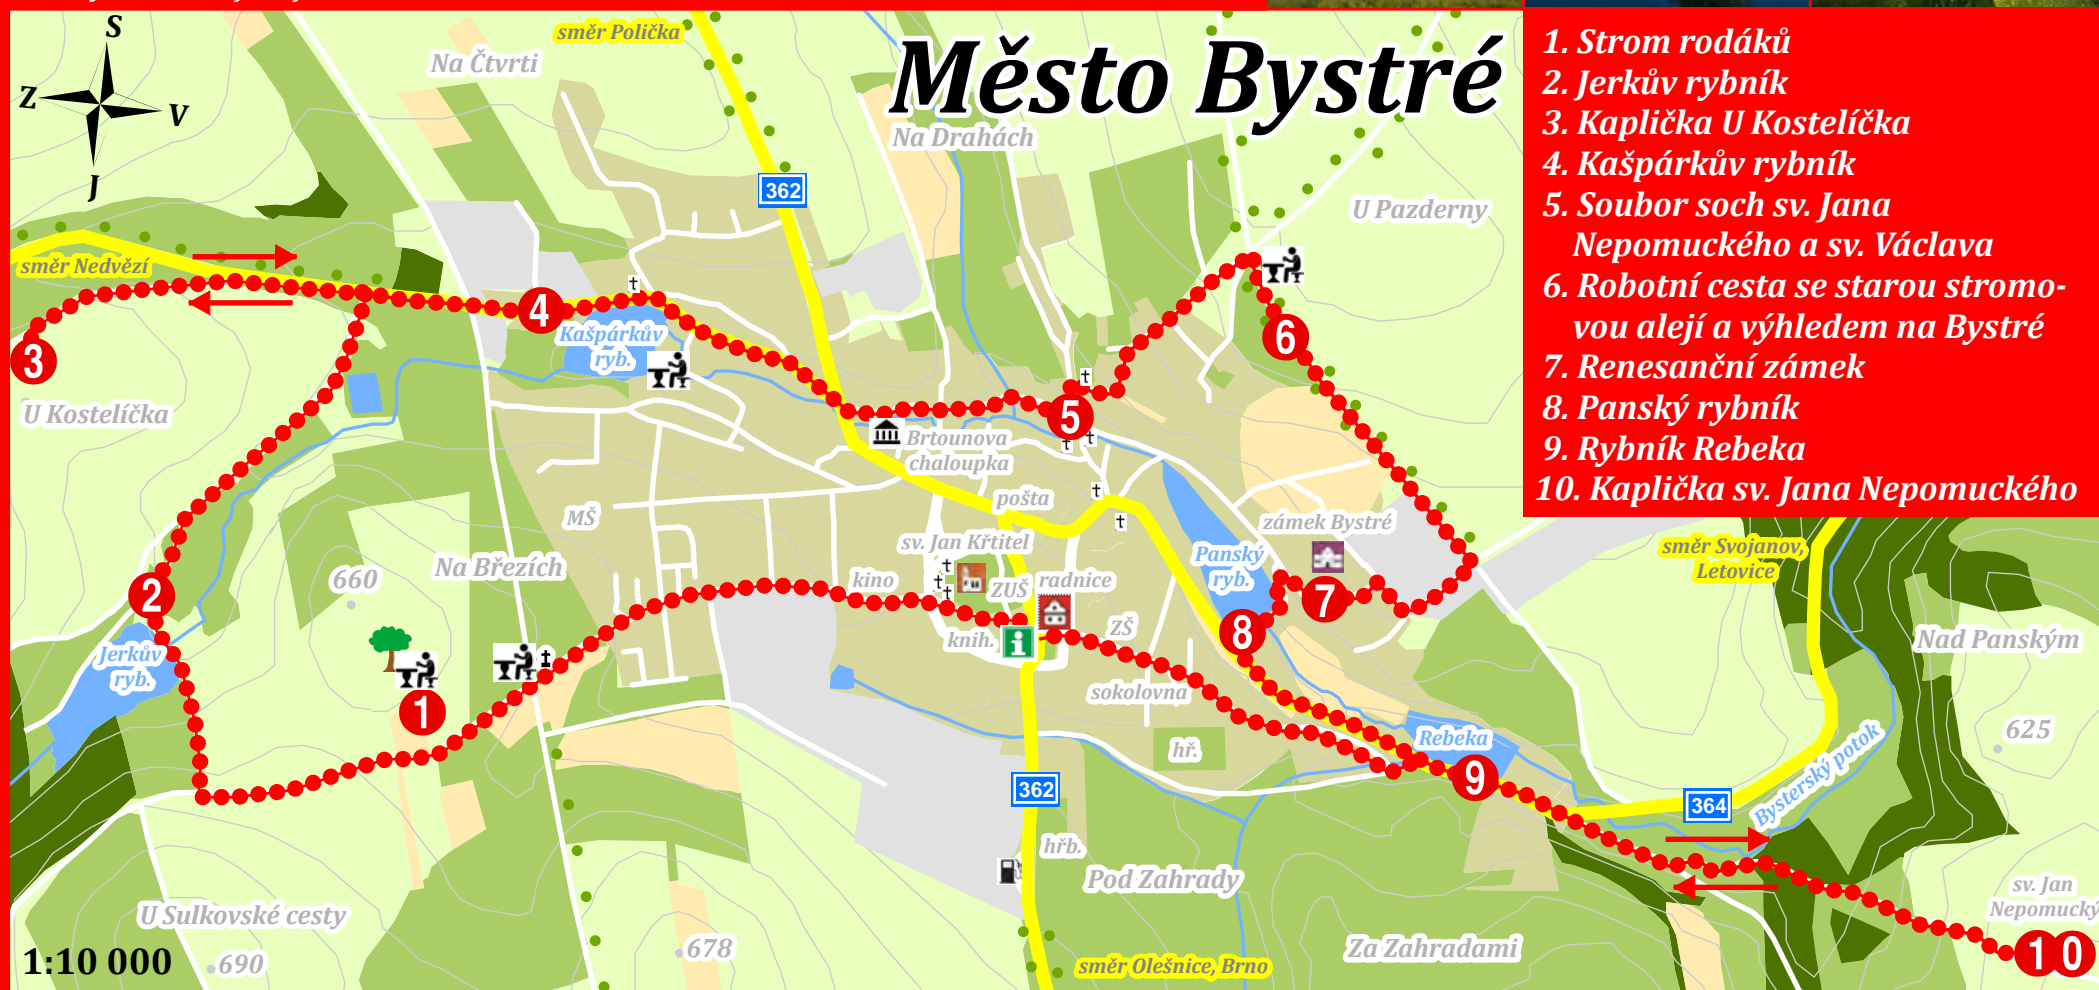 Město Bystré
S
Z
V
J
směr Polička
Na Čtvrti
Na Drahách
362
U Pazderny
směr Nedvězí
4
Kašpárkův
ryb.
3
U Kostelíčka
6
5
Brtounova
chaloupka
pošta
MŠ
zámek Bystré
sv. Jan Křtitel
Panský
ryb.
Na Březích
660
kino
ZUŠ
radnice
2
7
8
knih.
i
ZŠ
Jerkův
ryb.
1
sokolovna
hř.
Rebeka
9
směr Svojanov,
Letovice
Nad Panským
625
Bysterský potok
362
364
hřb.
Pod Zahrady
U Sulkovské cesty
690
678
Za Zahradami
směr Olešnice, Brno
sv. Jan
Nepomucký
10
1:10 000
1. Strom rodáků
2. Jerkův rybník
3. Kaplička U Kostelíčka
4. Kašpárkův rybník
5. Soubor soch sv. Jana
Nepomuckého a sv. Václava
6. Robotní cesta se starou stromo-
vou alejí a výhledem na Bystré
7. Renesanční zámek
8. Panský rybník
9. Rybník Rebeka
10. Kaplička sv. Jana Nepomuckého